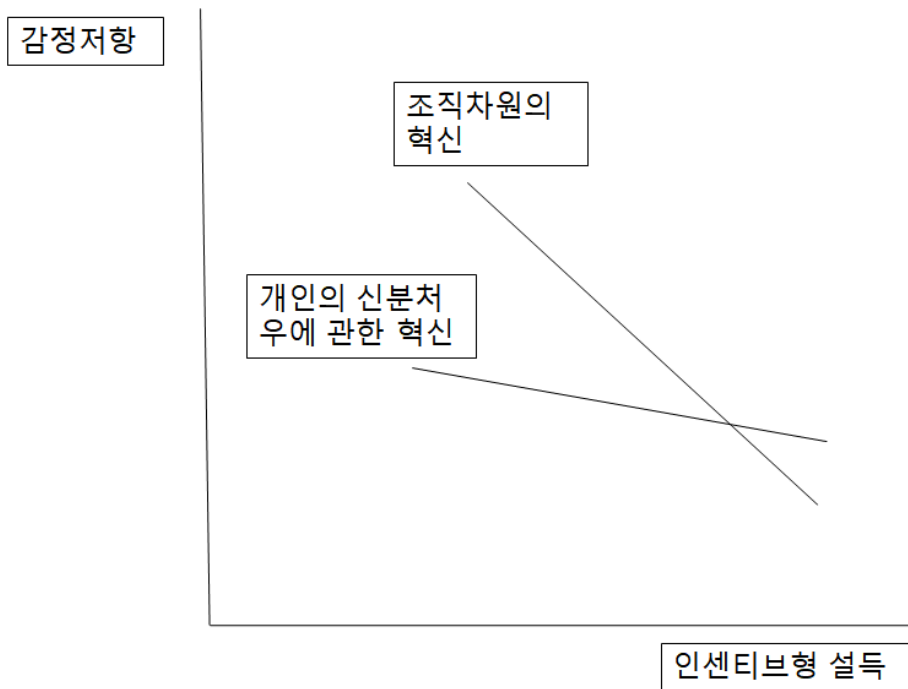 감정저항
조직차원의
혁신
개인의 신분처
우에 관한 혁신
인센티브형 설득